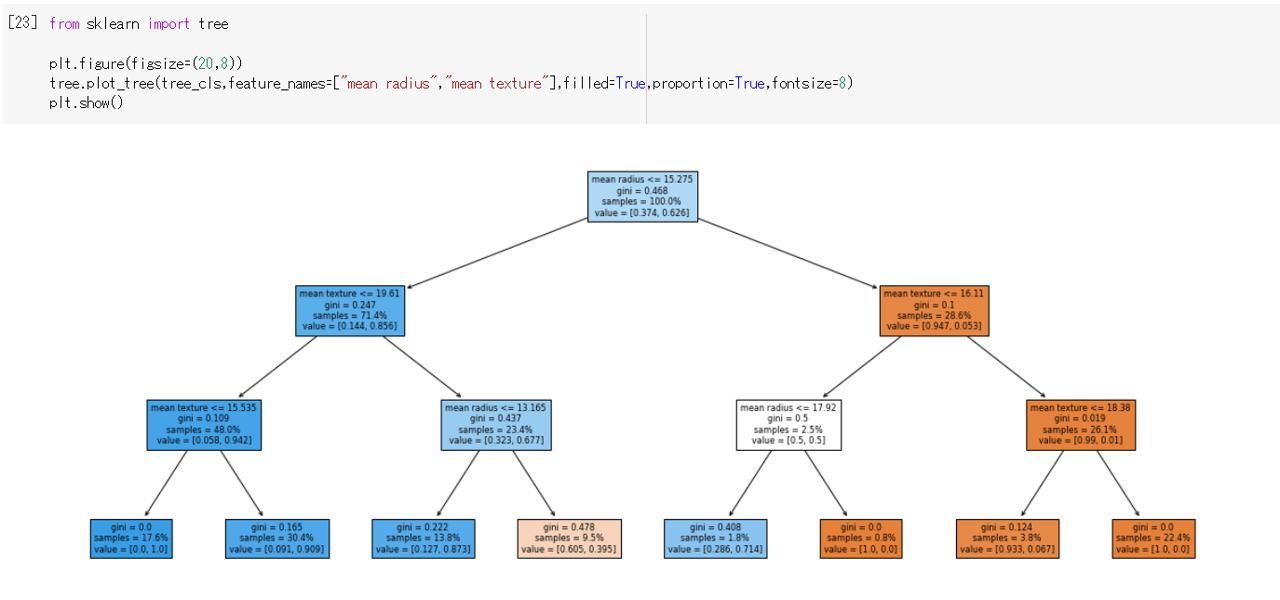 [23] from sklearn import tree
plt.figure(figsize=(20,8))
tree.plot_tree(tree_cls,feature_names=["mean radius","mean texture"],filled=True,proportion=True,fontsize=8)
plt.show()
mean radius <= 15.275
gini = 0.468
samples = 100.0%
value = [0.374, 0.626]
mean texture <= 19.61
gini = 0.247
samples = 71.4%
value = [0.144, 0.856]
mean texture <= 16.11
gini = 0.1
samples = 28.6%
value = [0.947, 0.053]
mean texture <= 15.535
gini = 0.109
samples = 48.0%
value = [0.058, 0.942]
mean radius <= 13.165
gini = 0.437
samples = 23.4%
value = [0.323, 0.677]
mean radius <= 17.92
gini = 0.5
samples = 2.5%
value = [0.5, 0.5]
mean texture <= 18.38
gini = 0.019
samples = 26.1%
value = [0.99, 0.01]
gini = 0.0
samples = 17.6%
value = [0.0, 1.0]
gini = 0.165
samples = 30.4%
value = [0.091, 0.909]
gini = 0.222
samples = 13.8%
value = [0.127, 0.873]
gini = 0.478
samples = 9.5%
value = [0.605, 0.395]
gini = 0.408
samples = 1.8%
value = [0.286, 0.714]
gini = 0.0
samples = 0.8%
value = [1.0, 0.0]
gini = 0.124
samples = 3.8%
value = [0.933, 0.067]
gini = 0.0
samples = 22.4%
value = [1.0, 0.0]